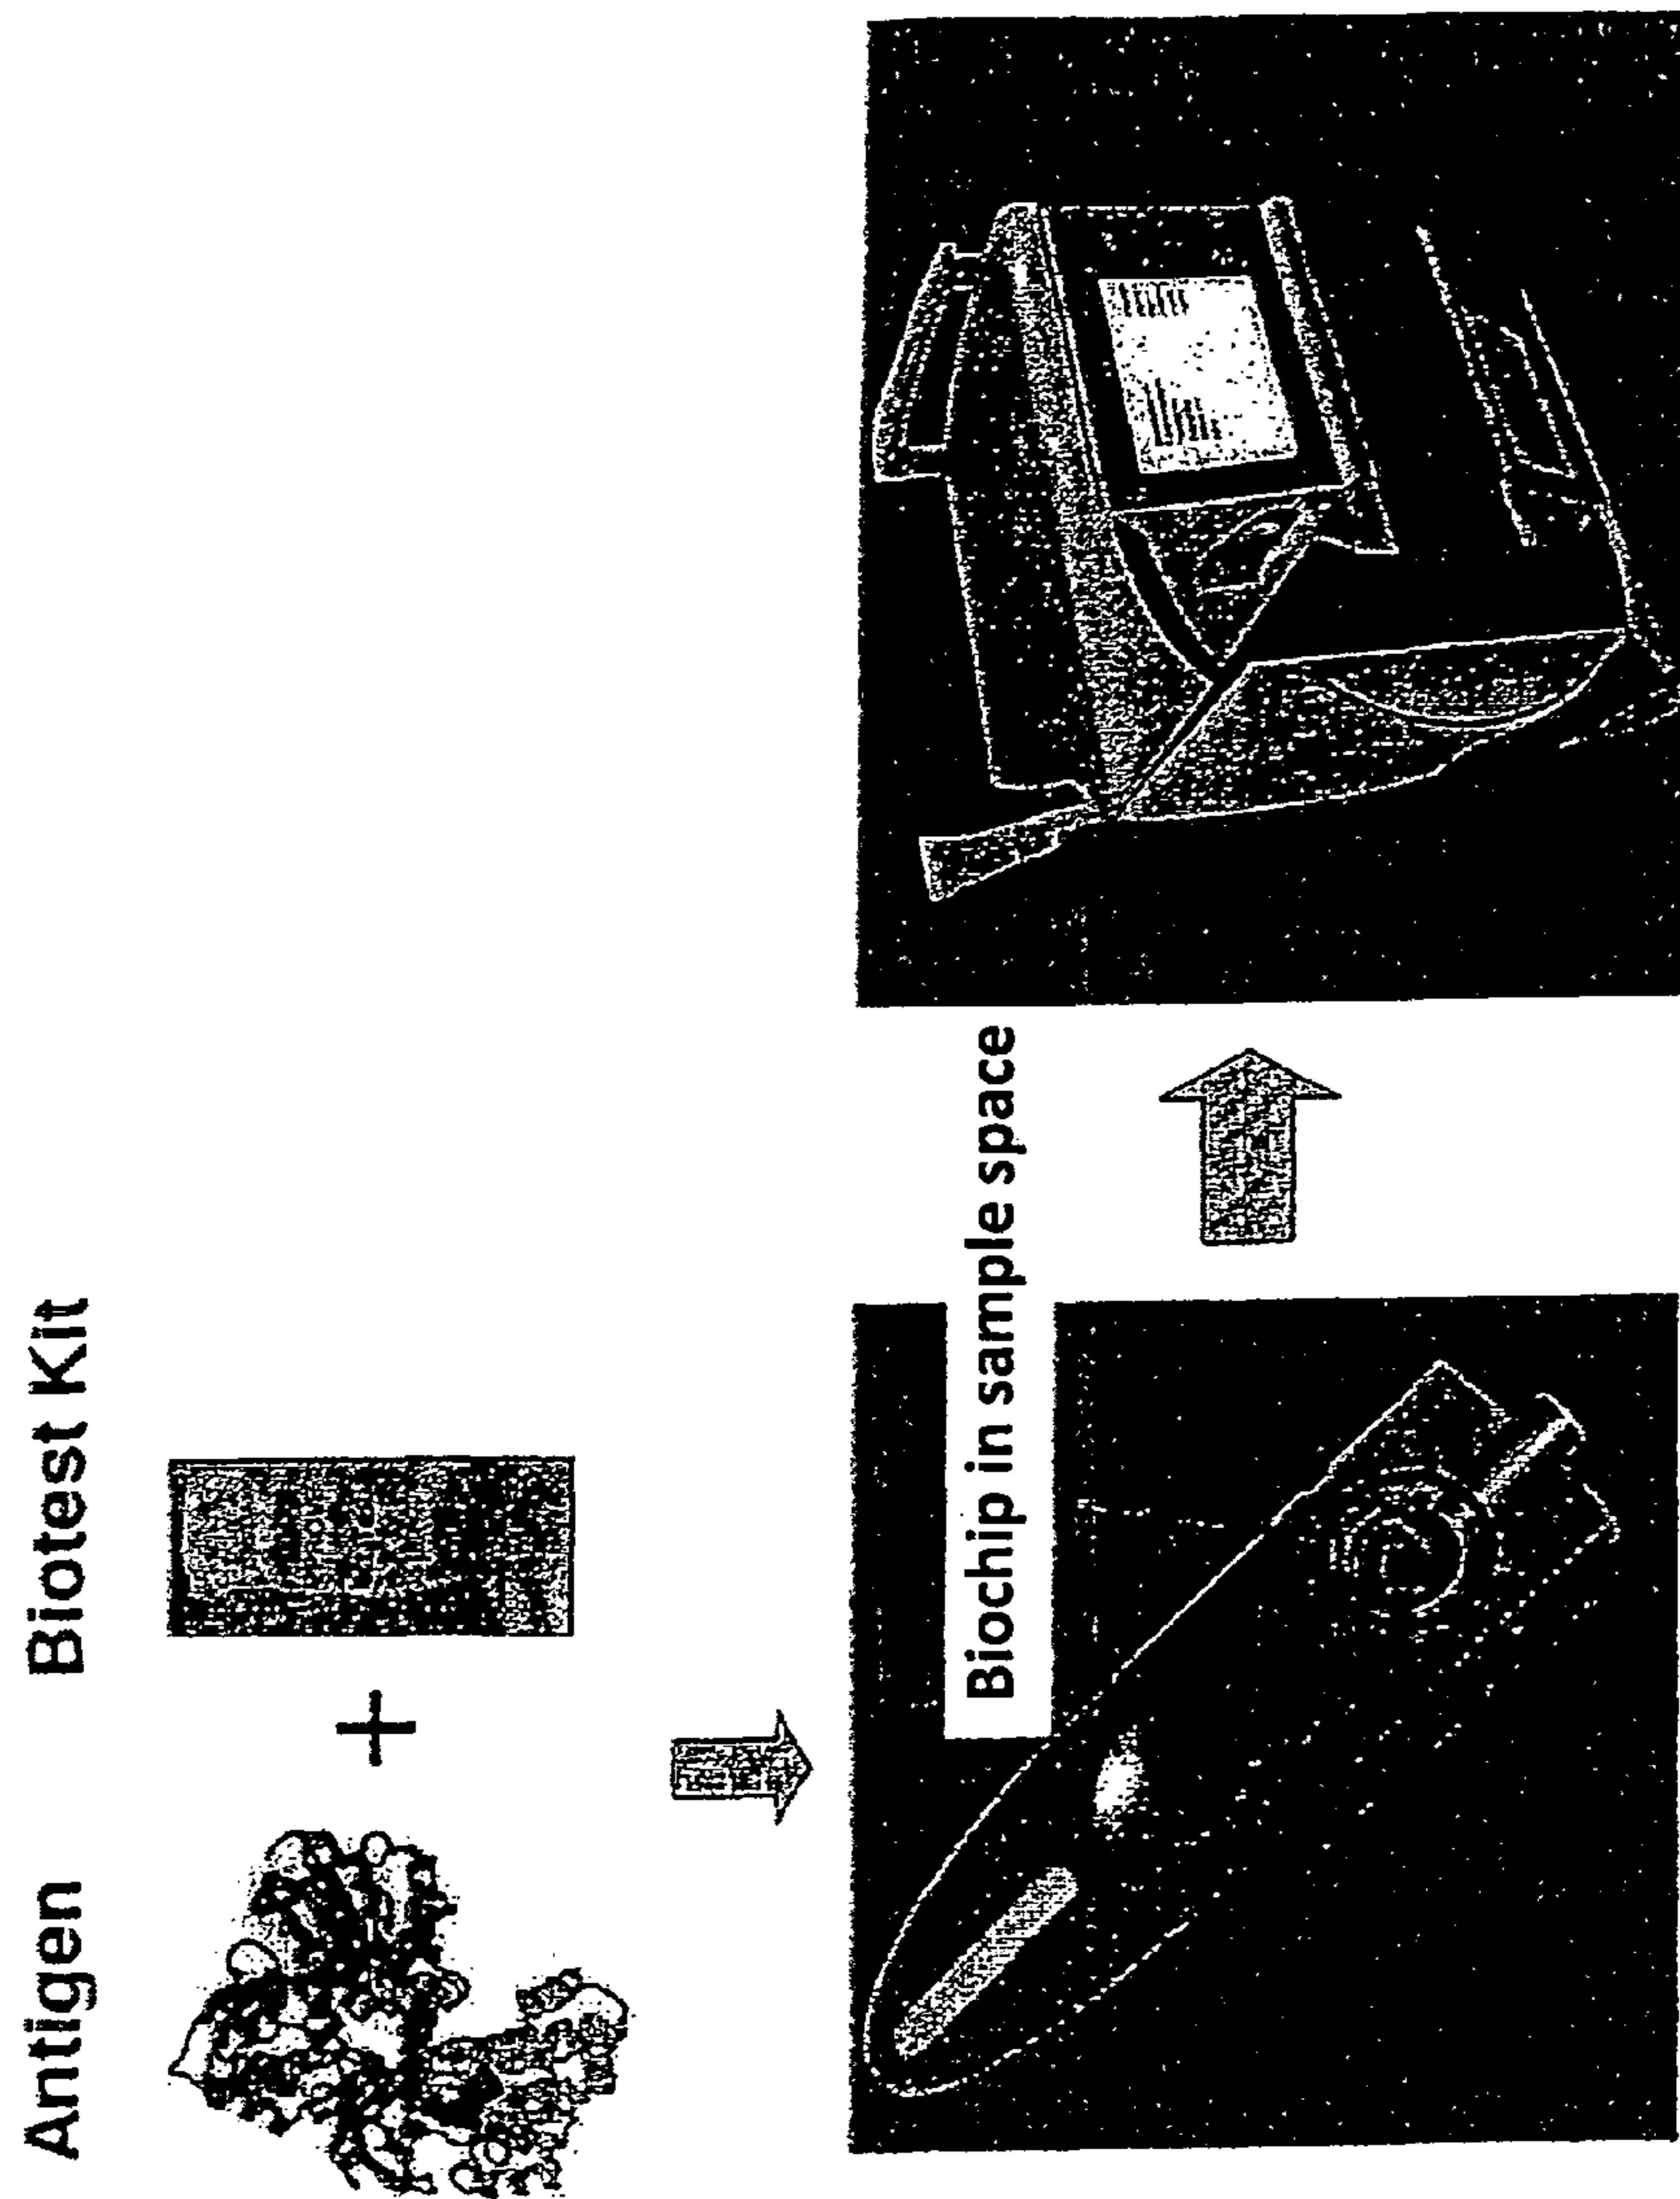 Antigen
Biotest Kit
+
Biochip in sample space